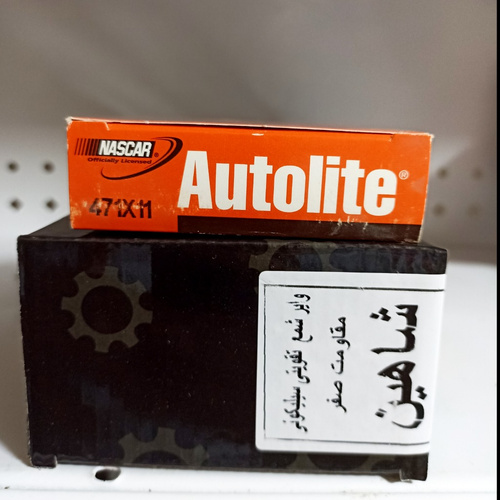 NASCAR®
Officially Licensed
Autolite®
471X11
شاهین
مقاومت صفر
وایر شمع تقویتی سیلیکونی